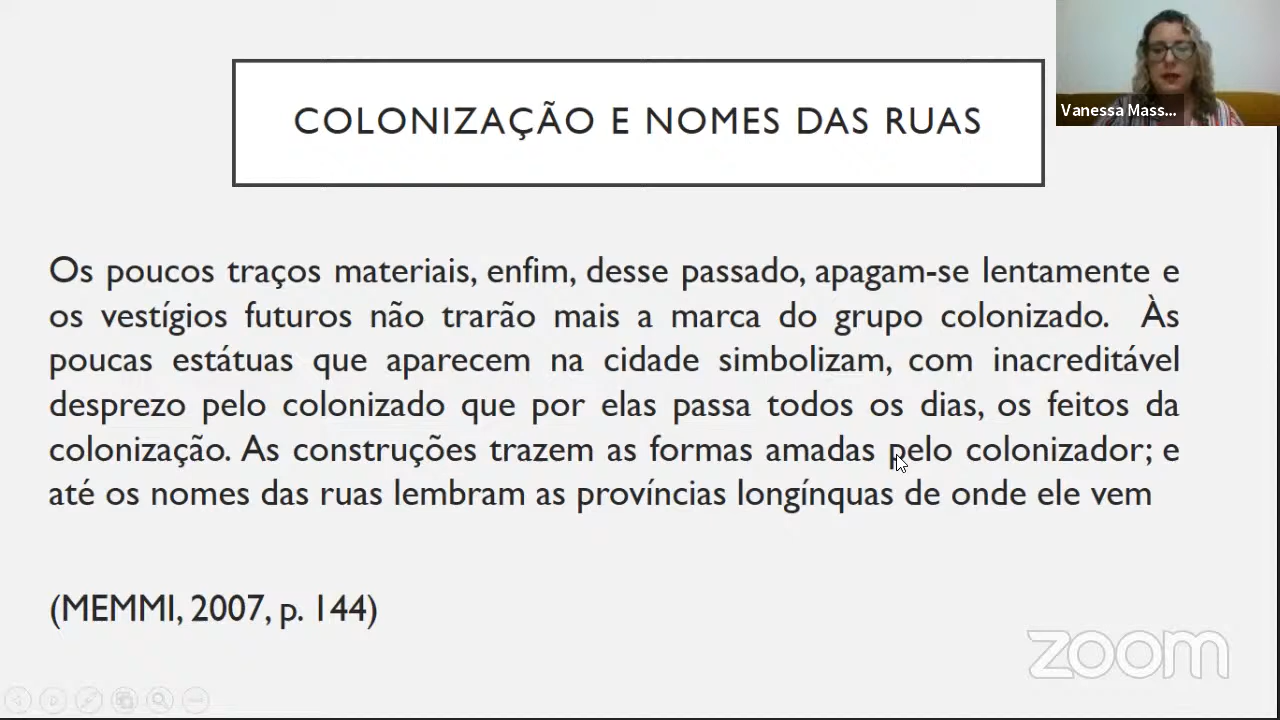 COLONIZAÇÃO E NOMES DAS RUAS
Vanessa Mass...
Os poucos traços materiais, enfim, desse passado, apagam-se lentamente e
os vestígios futuros não trarão mais a marca do grupo colonizado. Às
poucas estátuas que aparecem na cidade simbolizam, com inacreditável
desprezo pelo colonizado que por elas passa todos os dias, os feitos da
colonização. As construções trazem as formas amadas pelo colonizador; e
até os nomes das ruas lembram as províncias longínquas de onde ele vem
(MEMMI, 2007, p. 144)
zoom